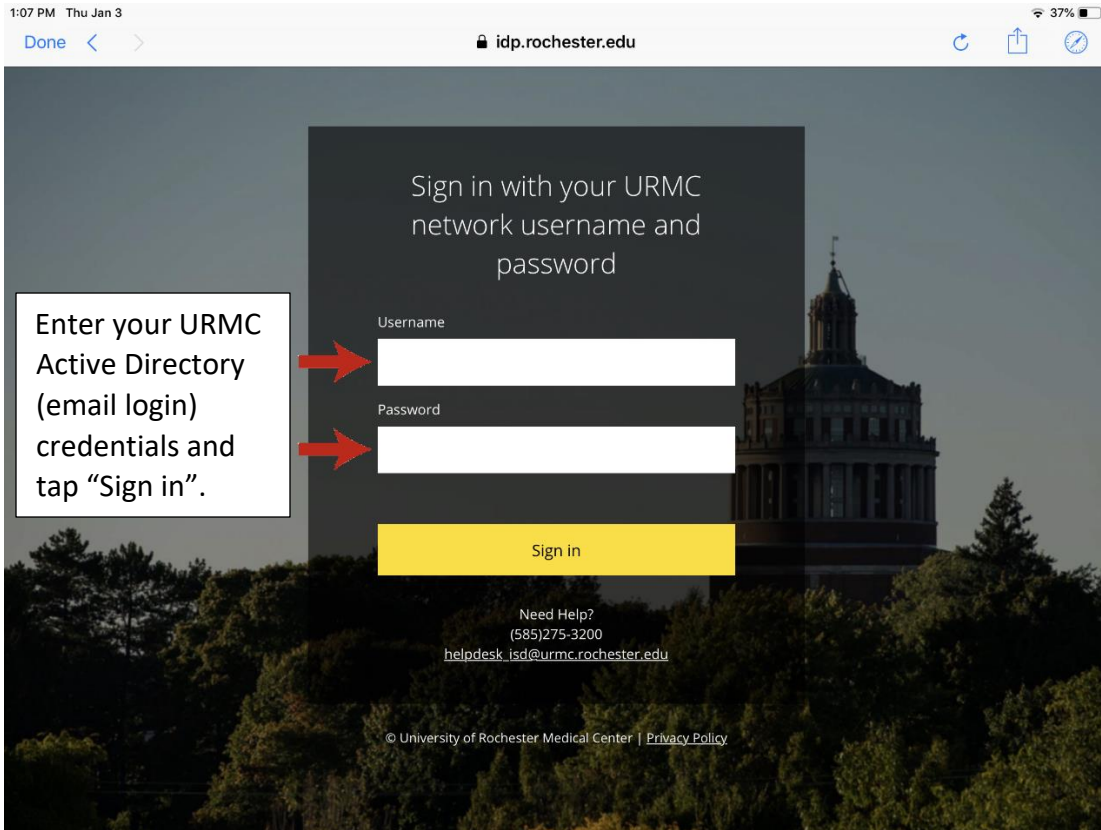 1:07 PM Thu Jan 3
37%
Done
idp.rochester.edu
Sign in with your URMC
network username and
password
Enter your URMC
Active Directory
(email login)
credentials and
tap “Sign in”.
Username
Password
Sign in
Need Help?
(585)275-3200
helpdesk_isd@urmc.rochester.edu
© University of Rochester Medical Center | Privacy Policy